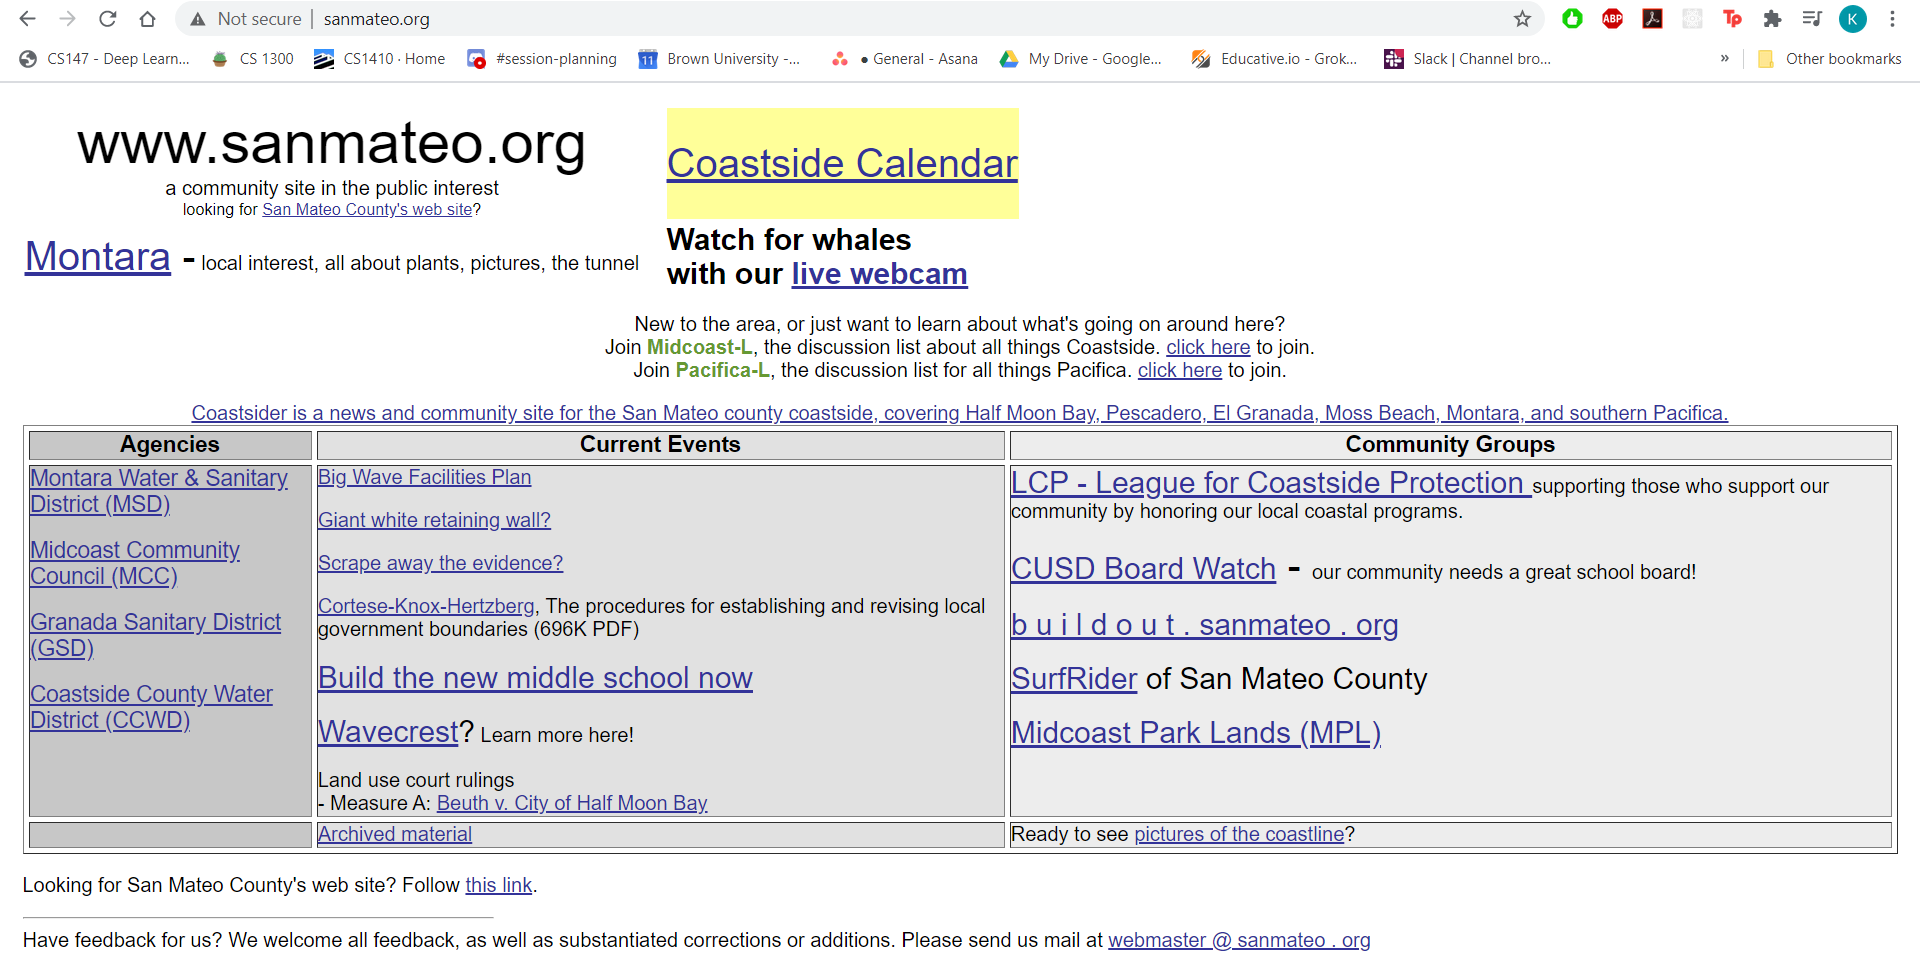 Not secure | sanmateo.org
ABP
Tp
K
CS147 - Deep Learn...
CS 1300
CS1410 · Home
#session-planning
11 Brown University -...
● General - Asana
My Drive - Google...
Educative.io - Grok...
Slack | Channel bro...
»
Other bookmarks
www.sanmateo.org
a community site in the public interest
looking for San Mateo County's web site?
Montara - local interest, all about plants, pictures, the tunnel
Coastside Calendar
Watch for whales
with our live webcam
New to the area, or just want to learn about what's going on around here?
Join Midcoast-L, the discussion list about all things Coastside. click here to join.
Join Pacifica-L, the discussion list for all things Pacifica. click here to join.
Coastsider is a news and community site for the San Mateo county coastside, covering Half Moon Bay, Pescadero, El Granada, Moss Beach, Montara, and southern Pacifica.
Agencies
Montara Water & Sanitary
District (MSD)
Midcoast Community
Council (MCC)
Granada Sanitary District
(GSD)
Coastside County Water
District (CCWD)
Current Events
Big Wave Facilities Plan
Giant white retaining wall?
Scrape away the evidence?
Cortese-Knox-Hertzberg, The procedures for establishing and revising local
government boundaries (696K PDF)
Build the new middle school now
Wavecrest? Learn more here!
Land use court rulings
- Measure A: Beuth v. City of Half Moon Bay
Archived material
Community Groups
LCP - League for Coastside Protection supporting those who support our
community by honoring our local coastal programs.
CUSD Board Watch - our community needs a great school board!
b u i l d o u t . sanmateo . org
SurfRider of San Mateo County
Midcoast Park Lands (MPL)
Ready to see pictures of the coastline?
Looking for San Mateo County's web site? Follow this link.
Have feedback for us? We welcome all feedback, as well as substantiated corrections or additions. Please send us mail at webmaster @ sanmateo . org